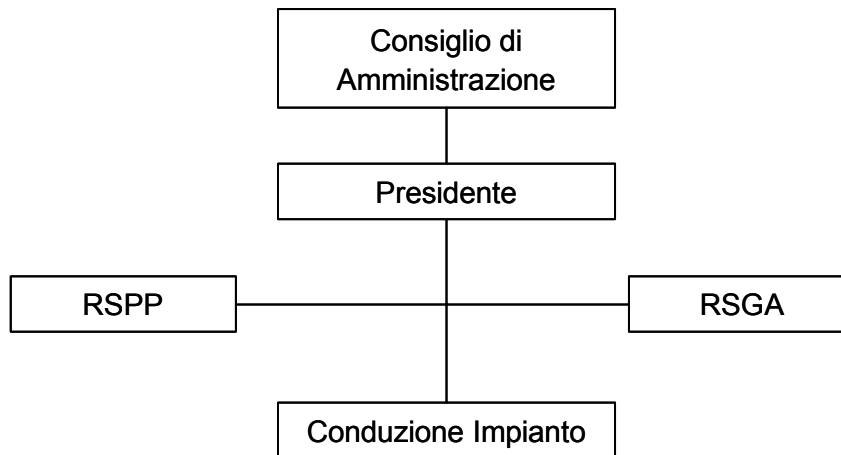 Consiglio di
Amministrazione
Presidente
RSPP
RSGA
Conduzione Impianto